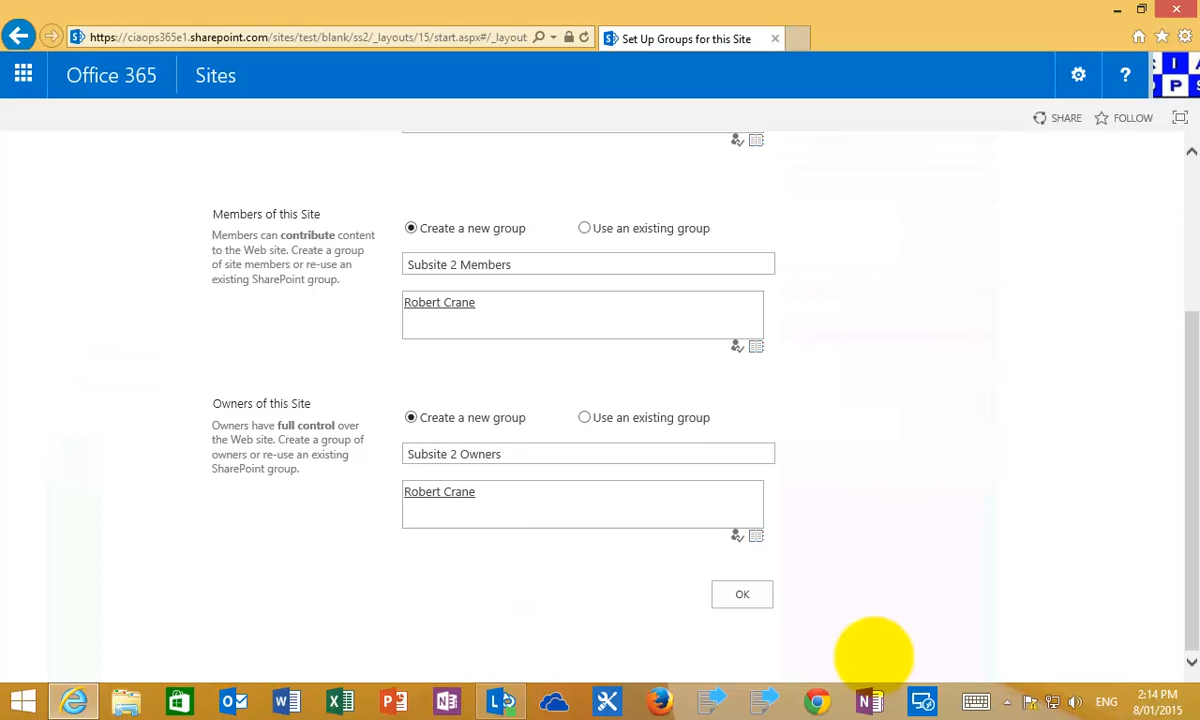 https://ciaops365e1.sharepoint.com/sites/test/blank/ss2/_layouts/15/start.aspx#/_layout
Set Up Groups for this Site
Office 365
Sites
?
I
P
SHARE
FOLLOW
Members of this Site
Members can contribute content
to the Web site. Create a group
of site members or re-use an
existing SharePoint group.
Create a new group
Use an existing group
Subsite 2 Members
Robert Crane
Owners of this Site
Owners have full control over
the Web site. Create a group of
owners or re-use an existing
SharePoint group.
Create a new group
Use an existing group
Subsite 2 Owners
Robert Crane
OK
ENG
2:14 PM
8/01/2015